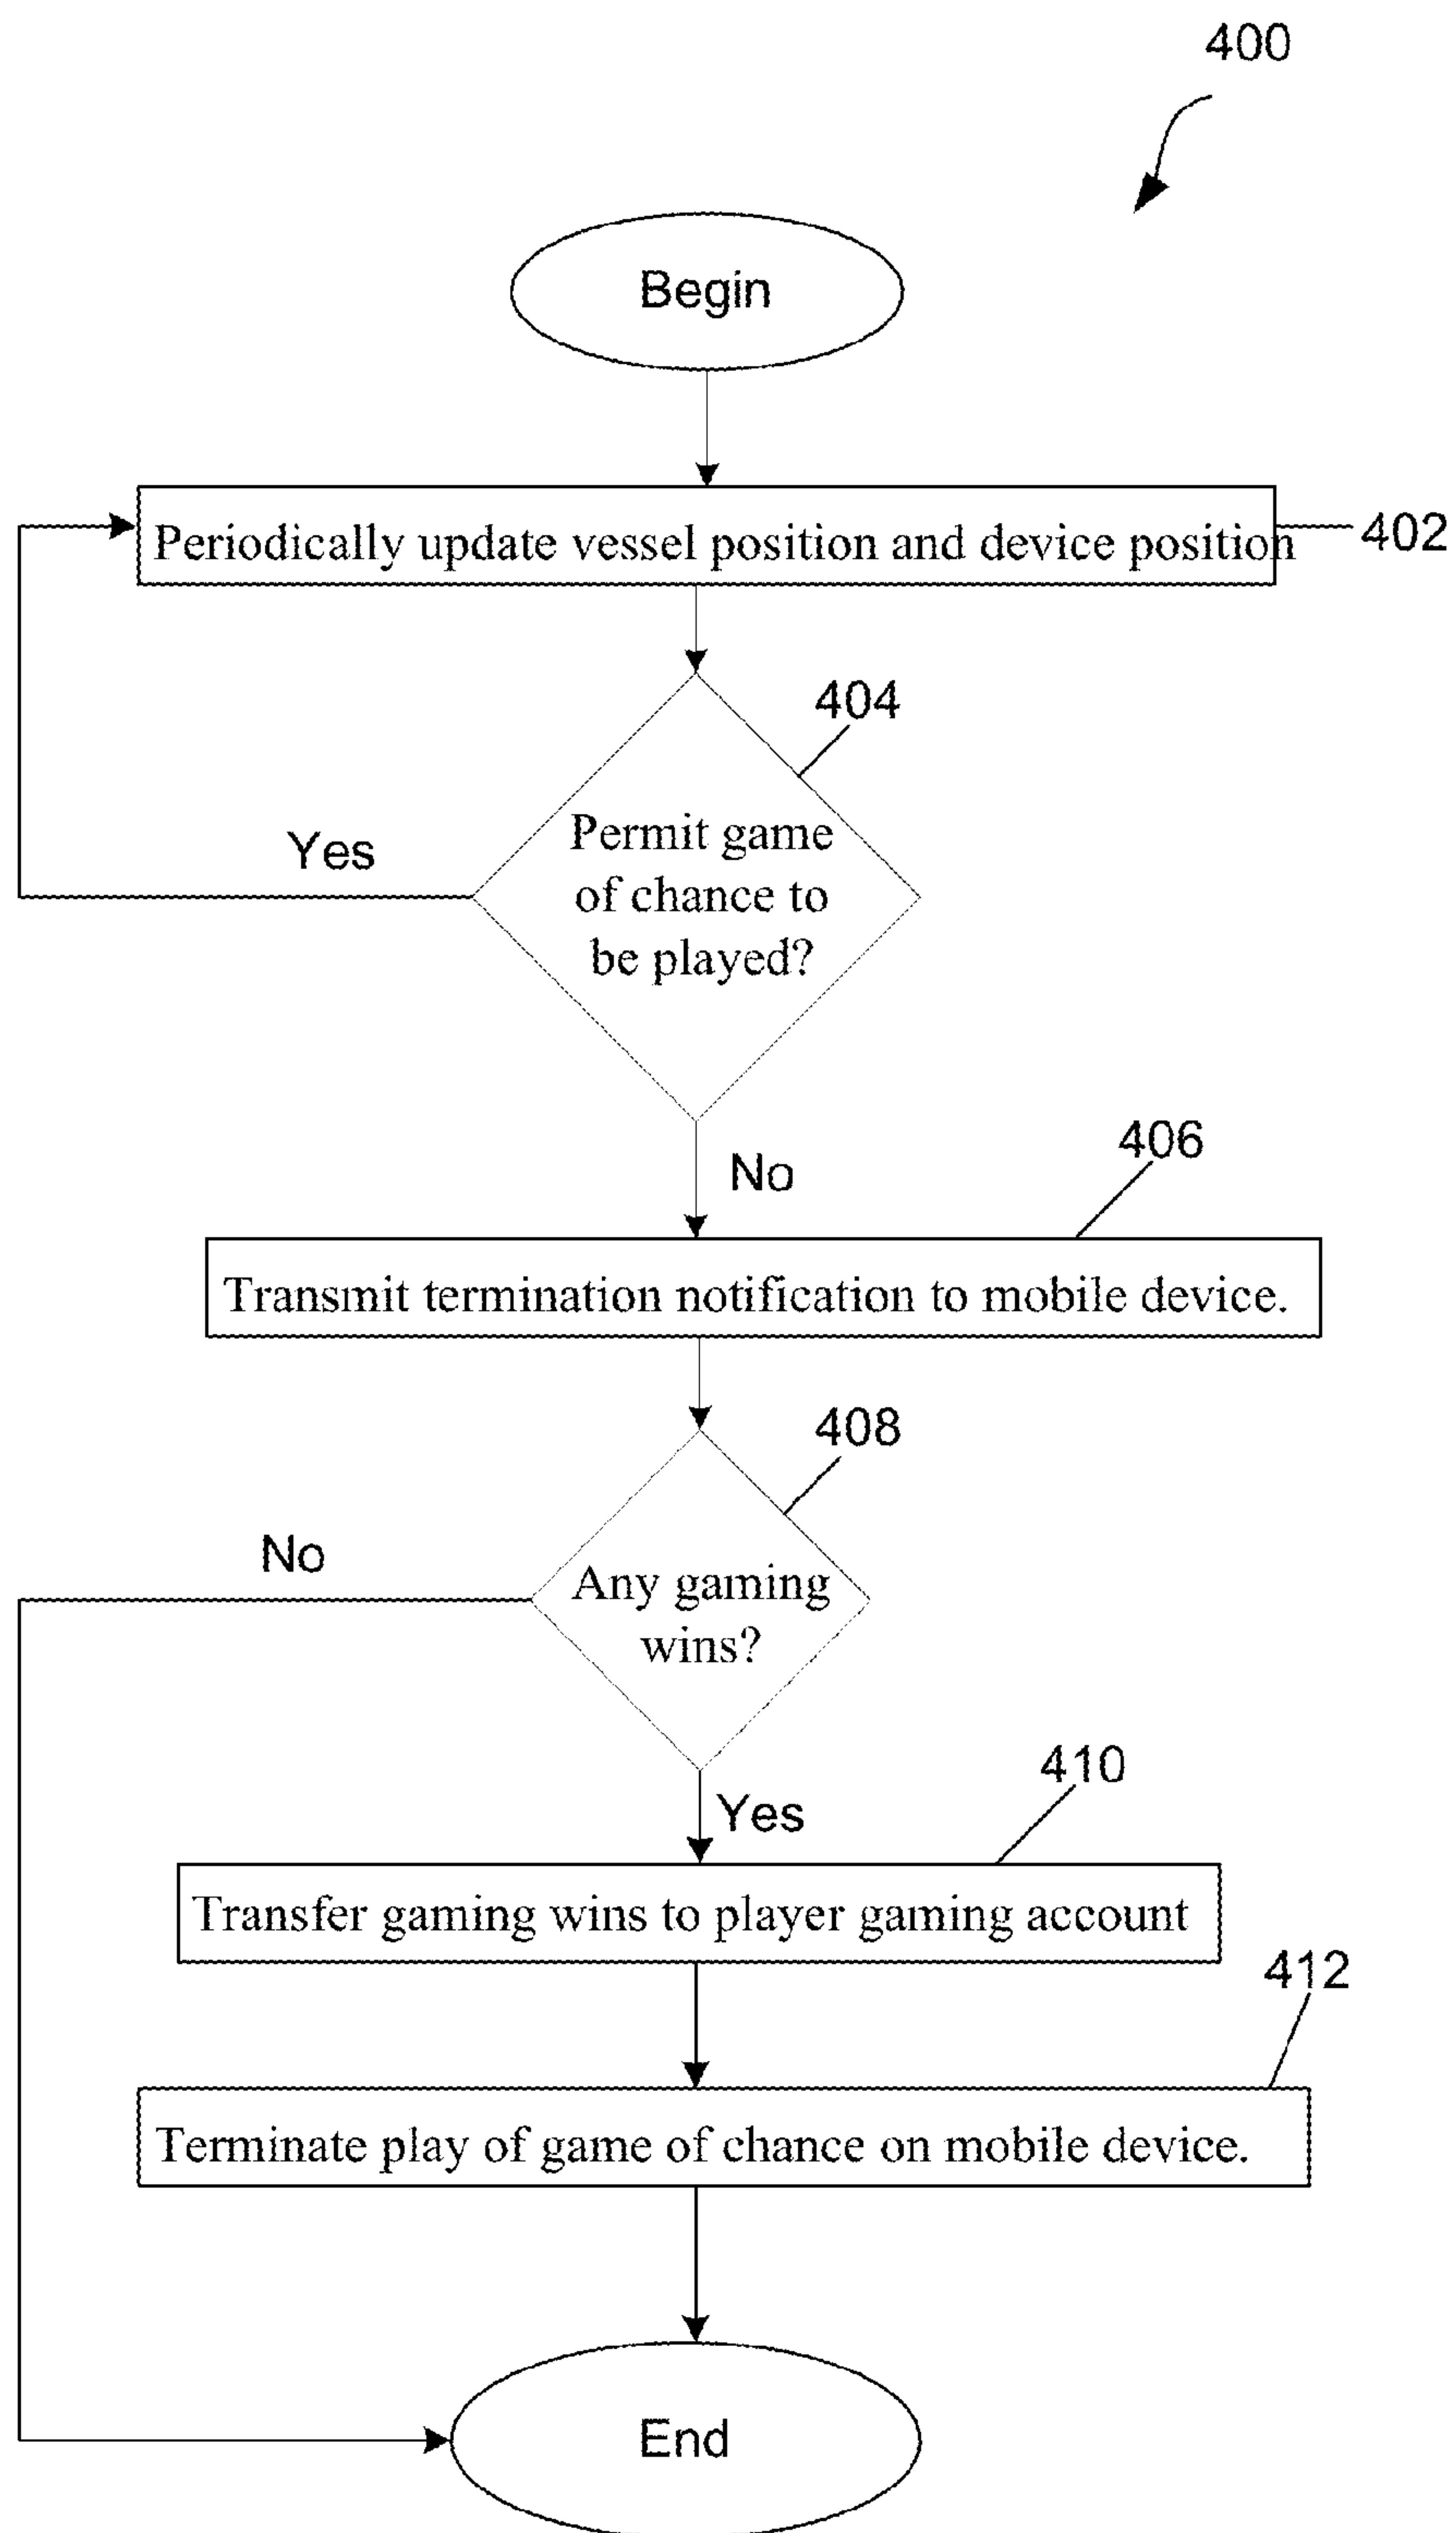 400
Begin
Periodically update vessel position and device position
402
404
Permit game
of chance to
be played?
Yes
No
406
Transmit termination notification to mobile device.
408
No
Any gaming
wins?
Yes
410
Transfer gaming wins to player gaming account
412
Terminate play of game of chance on mobile device.
End